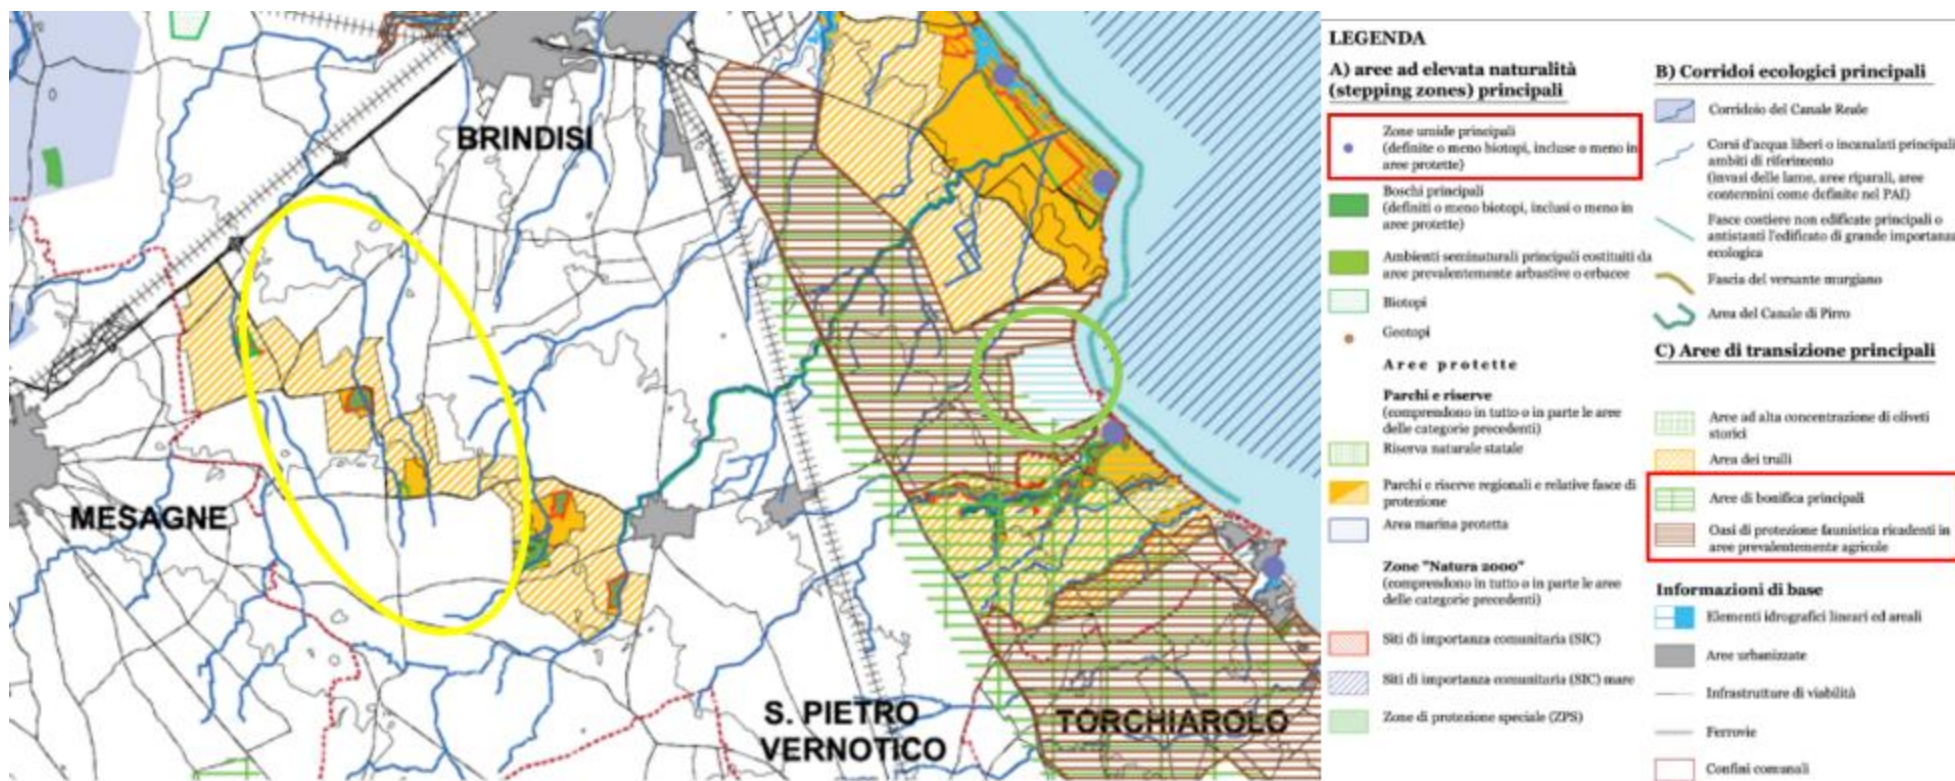 BRINDISI
MESAGNE
S. PIETRO
VERNOTICO
TORCHIAROLO
LEGENDA
A) aree ad elevata naturalità
(stepping zones) principali
Zone umide principali
(definite o meno biotopi, incluse o meno in
aree protette)
Boschi principali
(definiti o meno biotopi, inclusi o meno in
aree protette)
Ambienti seminaturali principali costituiti da
aree prevalentemente arbustive o erbacee
Biotopi
Geotopi
Aree protette
Parchi e riserve
(comprendono in tutto o in parte le aree
delle categorie precedenti)
Riserva naturale statale
Parchi e riserve regionali e relative fasce di
protezione
Area marina protetta
Zone "Natura 2000"
(comprendono in tutto o in parte le aree
delle categorie precedenti)
Siti di importanza comunitaria (SIC)
Siti di importanza comunitaria (SIC) mare
Zone di protezione speciale (ZPS)
B) Corridoi ecologici principali
Corridoio del Canale Reale
Corsi d'acqua liberi o incanalati principali
ambiti di riferimento
(invasi delle lame, aree riparali, aree
contermini come definite nel PAI)
Fasce costiere non edificate principali o
antistanti l'edificato di grande importanza
ecologica
Fascia del versante murgiano
Area del Canale di Pirro
C) Aree di transizione principali
Aree ad alta concentrazione di oliveti
storici
Area dei trulli
Aree di bonifica principali
Oasi di protezione faunistica ricadenti in
aree prevalentemente agricole
Informazioni di base
Elementi idrografici lineari ed areali
Aree urbanizzate
Infrastrutture di viabilità
Ferrovie
Confini comunali